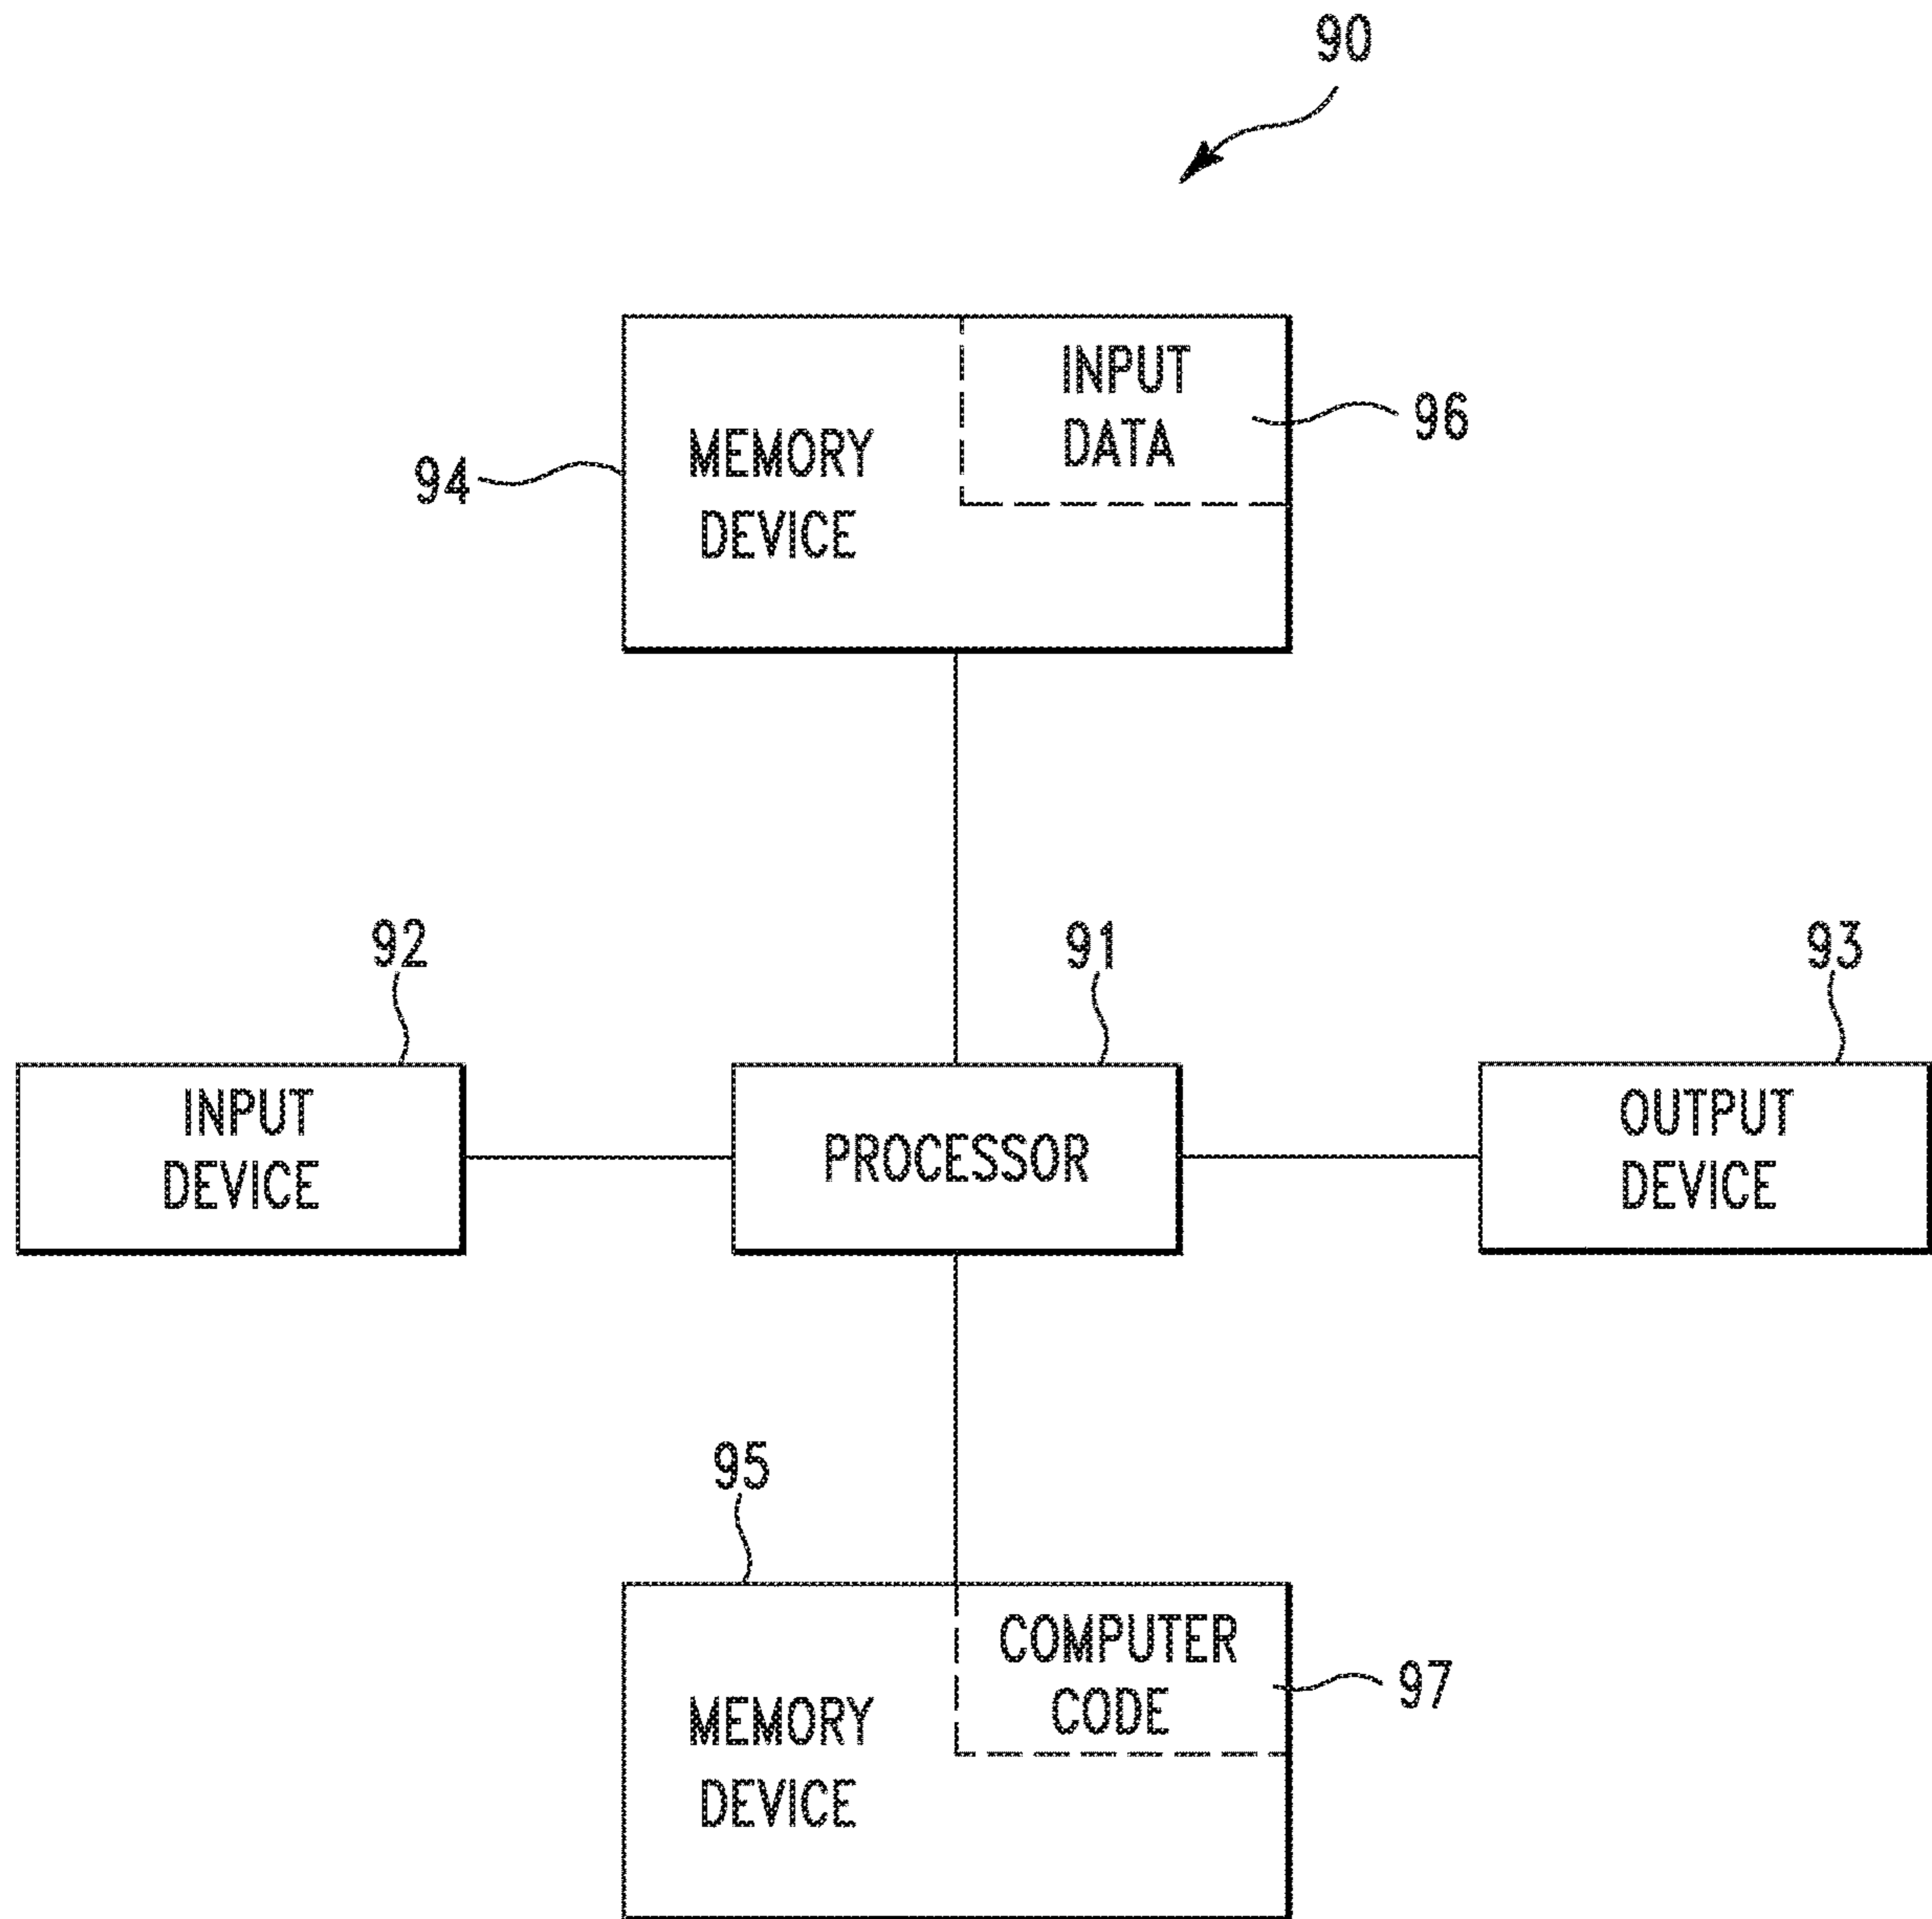 90
INPUT
DATA
96
MEMORY
DEVICE
94
92
91
93
INPUT
DEVICE
PROCESSOR
OUTPUT
DEVICE
95
COMPUTER
CODE
97
MEMORY
DEVICE